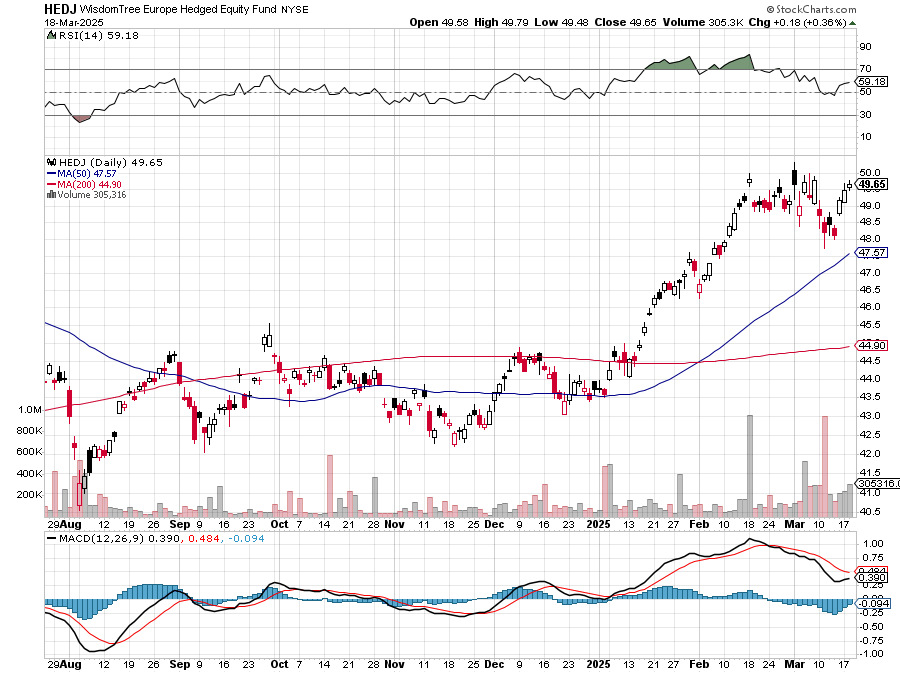 HEDJ WisdomTree Europe Hedged Equity Fund NYSE
© StockCharts.com
18-Mar-2025
Open 49.58 High 49.79 Low 49.48 Close 49.65 Volume 305.3K Chg +0.18 (+0.36%)
RSI(14) 59.18
90
70
59.18
50
30
10
HEDJ (Daily) 49.65
MA(50) 47.57
MA(200) 44.90
Volume 305,316
50.0
49.65
49.0
48.5
48.0
47.57
47.0
46.5
46.0
45.5
44.90
44.5
44.0
43.5
43.0
42.5
42.0
41.5
305316.0
41.0
40.5
1.0M
800K
600K
400K
200K
29 Aug 12 19 26 Sep 9 16 23 Oct 7 14 21 28 Nov 11 18 25 Dec 9 16 23 2025 13 21 27 Feb 10 18 24 Mar 10 17
MACD(12,26,9) 0.390, 0.484, -0.094
1.00
0.75
0.484
0.390
0.25
-0.094
-0.25
-0.50
-0.75
-1.00
29 Aug 12 19 26 Sep 9 16 23 Oct 7 14 21 28 Nov 11 18 25 Dec 9 16 23 2025 13 21 27 Feb 10 18 24 Mar 10 17